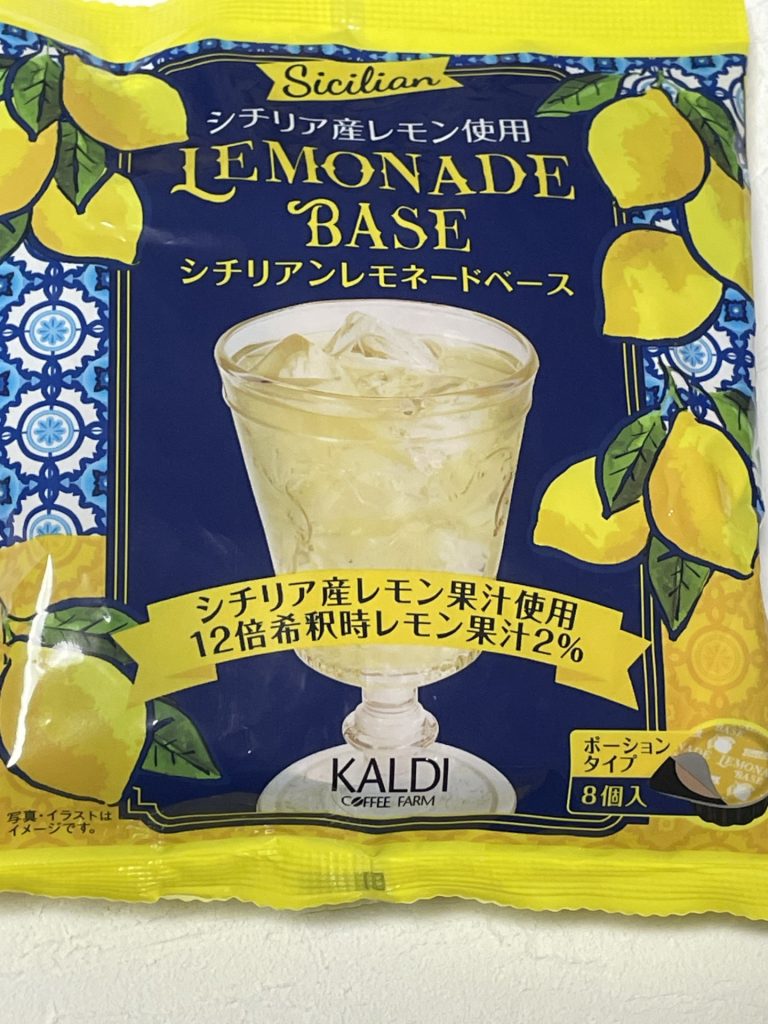 Sicilian
シチリア産レモン使用
LEMONADE
BASE
シチリアンレモネードベース
シチリア産レモン果汁使用
12倍希釈時レモン果汁2%
KALDI
COFFEE FARM
ポーション
タイプ
8個入
LEMONA
BASE
写真・イラストは
イメージです。